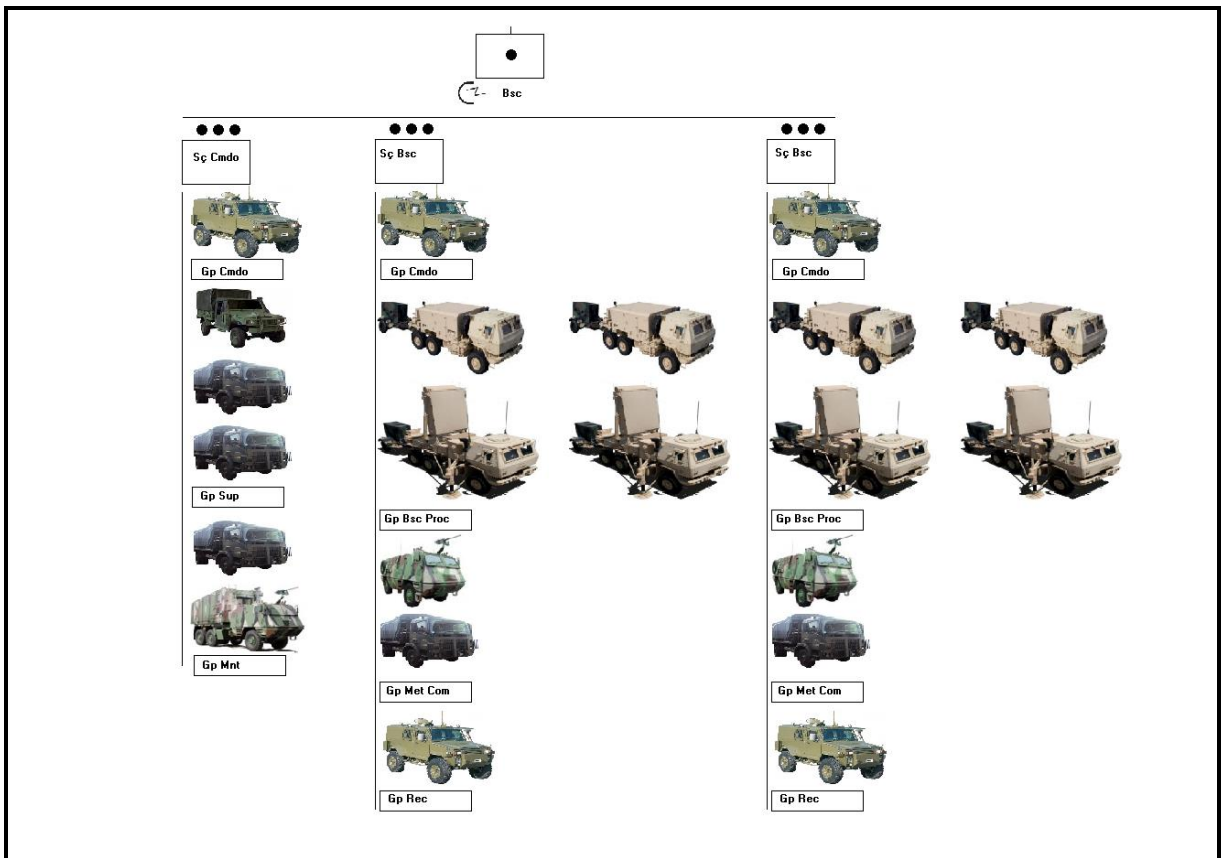 Bsc
Sç Cmdo
Gp Cmdo
Gp Sup
Gp Mnt
Sç Bsc
Gp Cmdo
Gp Bsc Proc
Gp Met Com
Gp Rec
Sç Bsc
Gp Cmdo
Gp Bsc Proc
Gp Met Com
Gp Rec